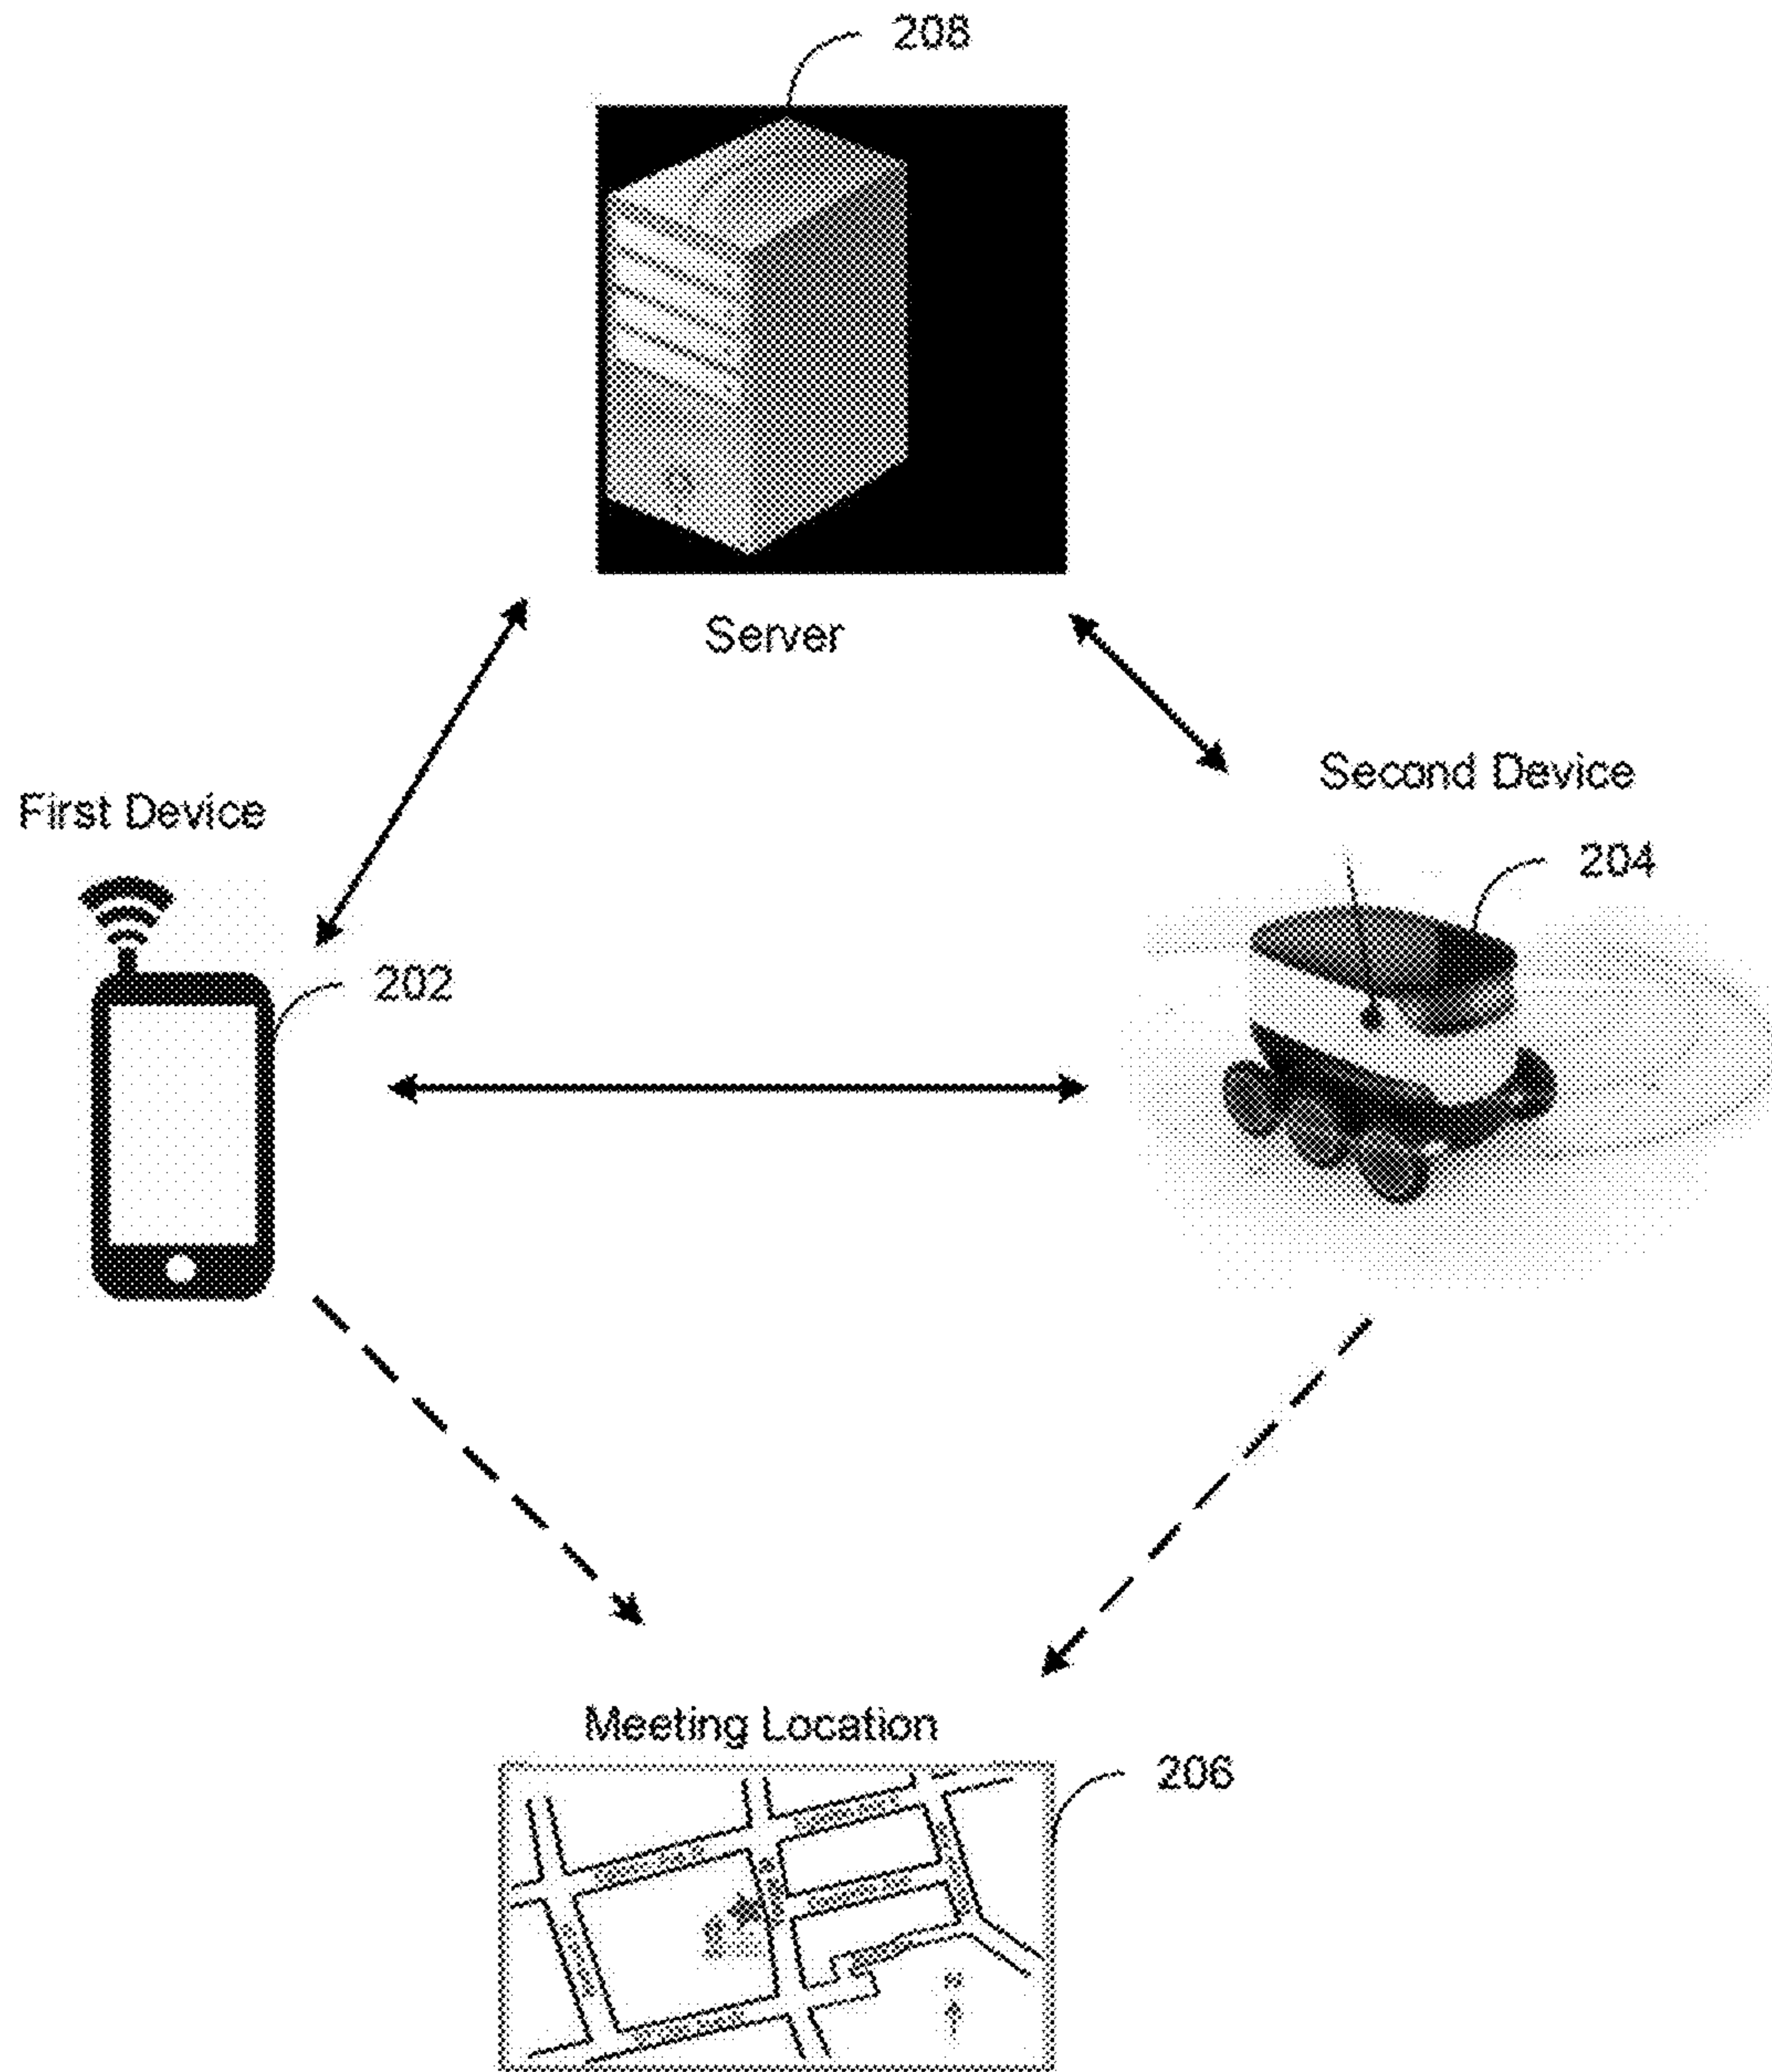 208
Server
Second Device
First Device
204
202
Meeting Location
206